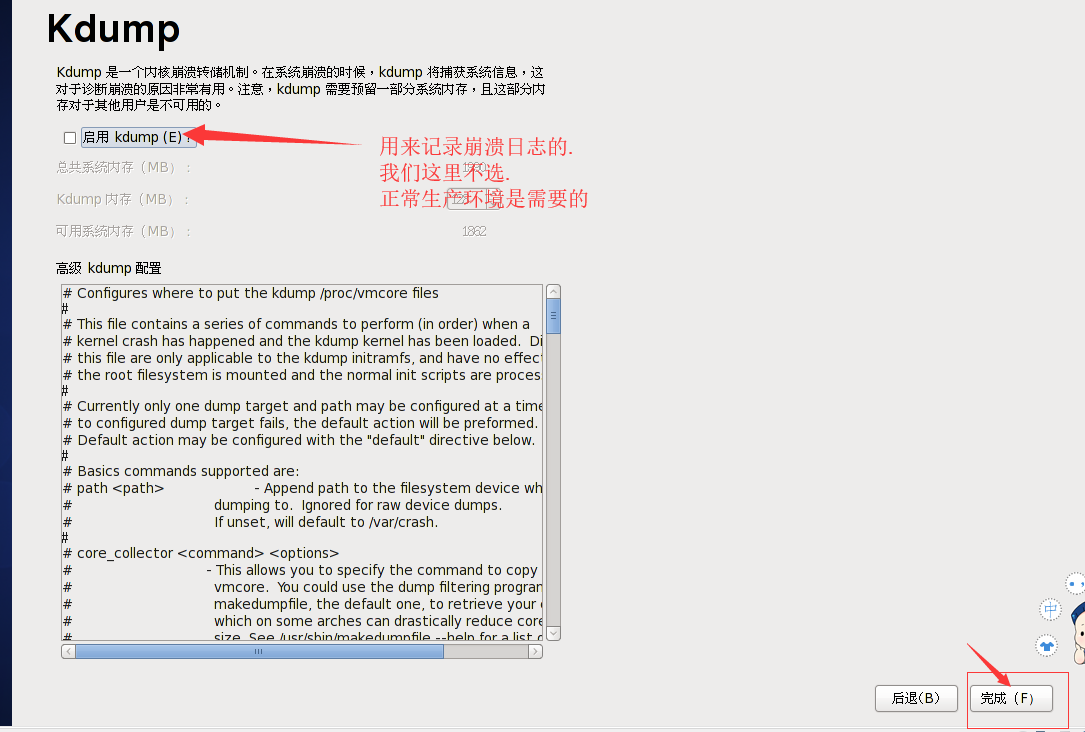 Kdump
Kdump 是一个内核崩溃转储机制。在系统崩溃的时候，kdump 将捕获系统信息，这
对于诊断崩溃的原因非常有用。注意，kdump 需要预留一部分系统内存，且这部分内
存对于其他用户是不可用的。
启用 kdump (E)？
用来记录崩溃日志的.
总共系统内存（MB）：
我们这里不选.
Kdump 内存（MB）：
正常生产环境是需要的
可用系统内存（MB）： 1862
高级 kdump 配置
# Configures where to put the kdump /proc/vmcore files
#
# This file contains a series of commands to perform (in order) when a
# kernel crash has happened and the kdump kernel has been loaded.  Di
# this file are only applicable to the kdump initramfs, and have no effec
# the root filesystem is mounted and the normal init scripts are proces
#
# Currently only one dump target and path may be configured at a time
# to configured dump target fails, the default action will be preformed.
# Default action may be configured with the "default" directive below.
#
# Basics commands supported are:
# path <path> - Append path to the filesystem device wh
# dumping to.  Ignored for raw device dumps.
# If unset, will default to /var/crash.
#
# core_collector <command> <options>
# - This allows you to specify the command to copy
# vmcore.  You could use the dump filtering program
# makedumpfile, the default one, to retrieve your
# which on some arches can drastically reduce core
# size. See /usr/sbin/makedumpfile --help for a list
中
后退(B)
完成（F）